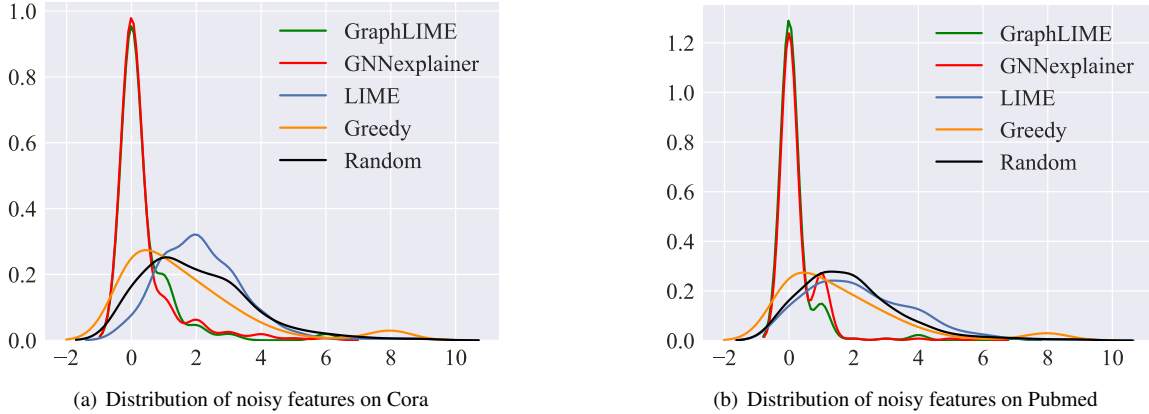 1.0
0.8
0.6
0.4
0.2
0.0
−2 0 2 4 6 8 10
GraphLIME
GNNexplainer
LIME
Greedy
Random
(a) Distribution of noisy features on Cora
1.2
1.0
0.8
0.6
0.4
0.2
0.0
−2 0 2 4 6 8 10
GraphLIME
GNNexplainer
LIME
Greedy
Random
(b) Distribution of noisy features on Pubmed